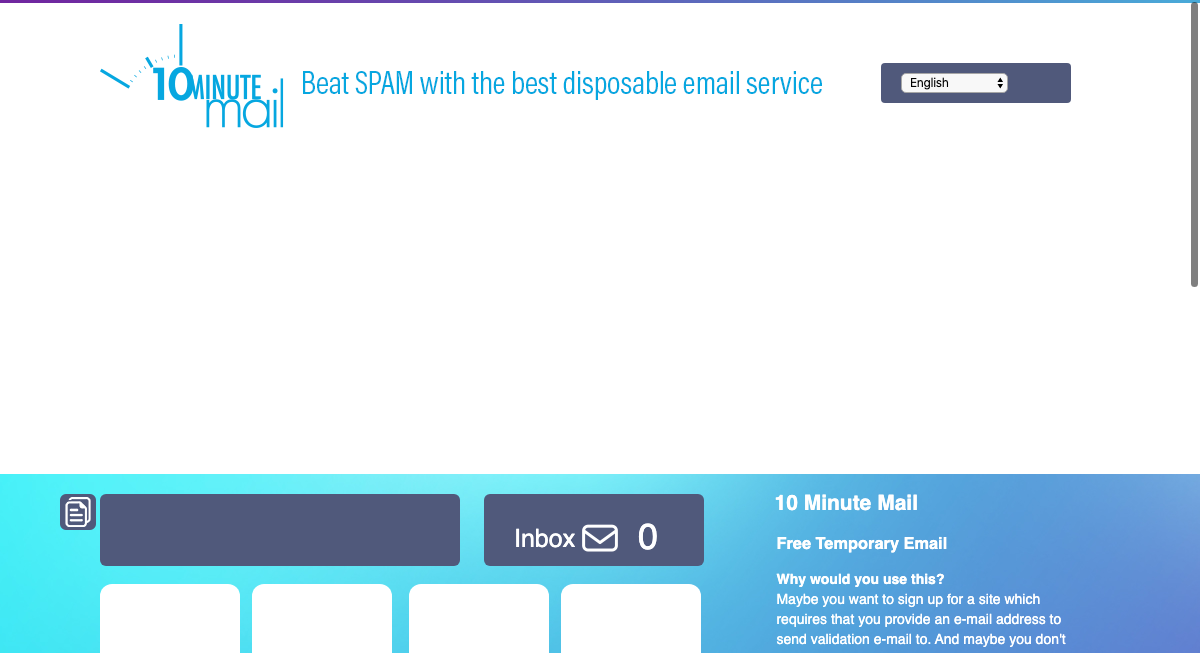 10MINUTE
mail
Beat SPAM with the best disposable email service
English
Inbox 0
10 Minute Mail
Free Temporary Email
Why would you use this?
Maybe you want to sign up for a site which
requires that you provide an e-mail address to
send validation e-mail to. And maybe you don't